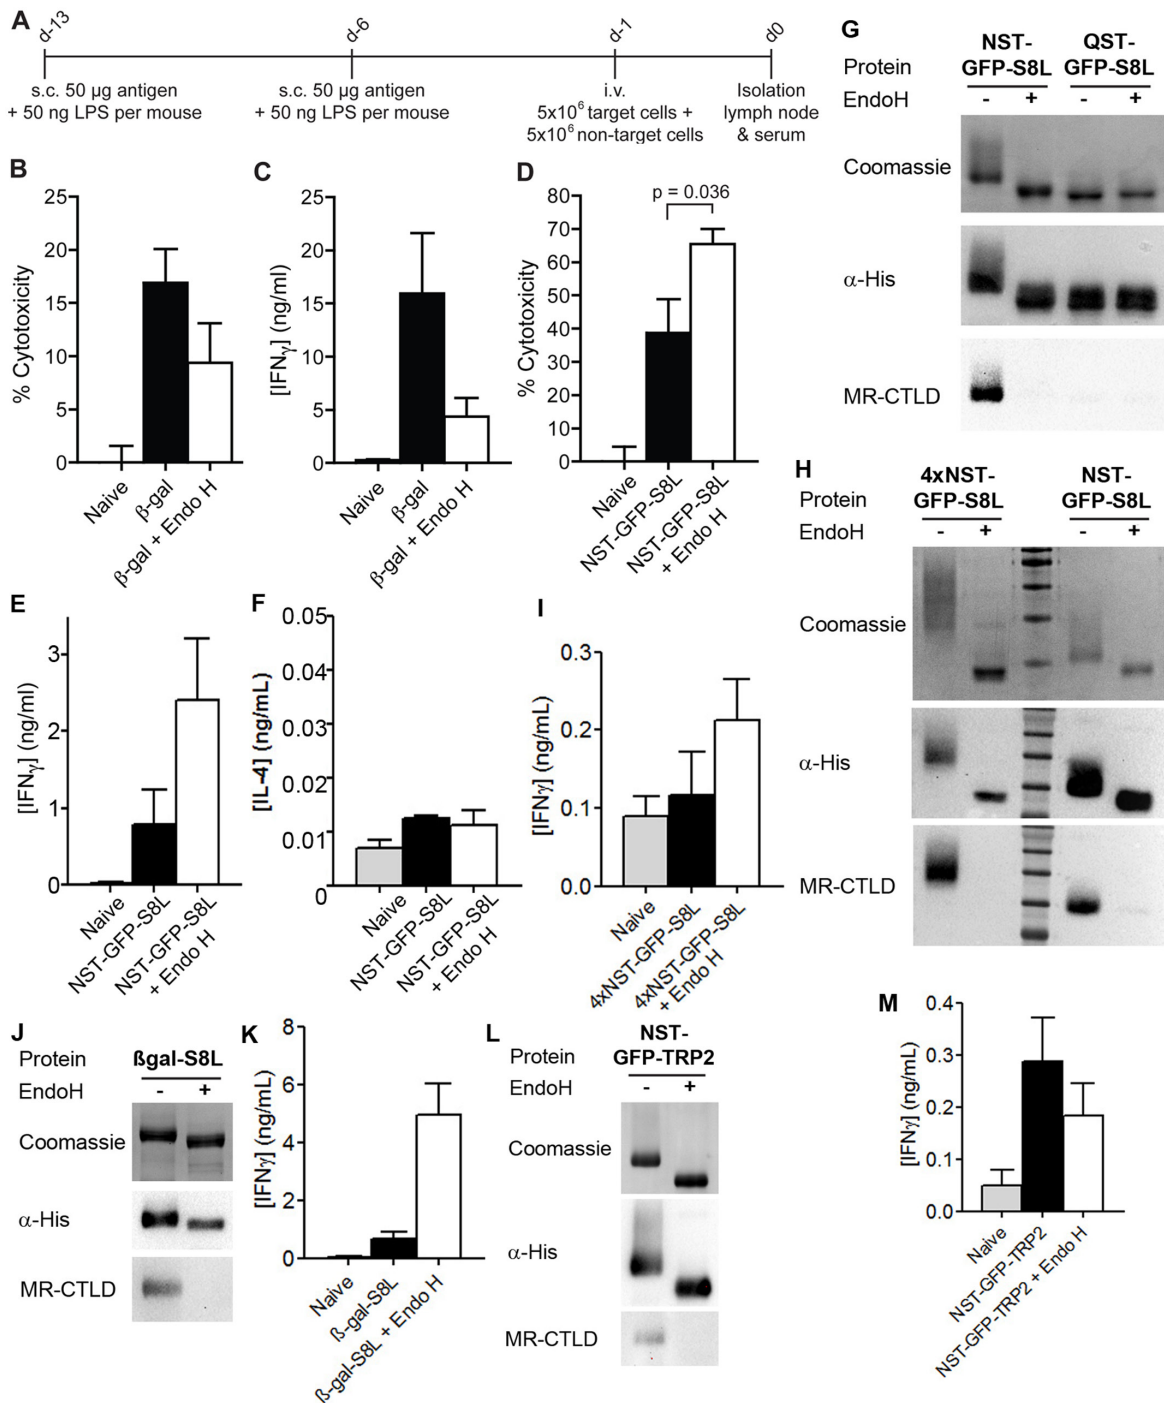 A
d-13
d-6
d-1
d0
s.c. 50 µg antigen
+ 50 ng LPS per mouse
s.c. 50 µg antigen
+ 50 ng LPS per mouse
i.v.
5x10⁶ target cells +
5x10⁶ non-target cells
Isolation
lymph node
& serum
B
% Cytotoxicity
25
20
15
10
5
0
Naive
β-gal
β-gal + Endo H
C
[IFNγ] (ng/ml)
25
20
15
10
5
0
Naive
β-gal
β-gal + Endo H
D
% Cytotoxicity
80
70
60
50
40
30
20
10
0
p = 0.036
Naive
NST-GFP-S8L
NST-GFP-S8L
+ Endo H
E
[IFNγ] (ng/ml)
3
2
1
0
Naive
NST-GFP-S8L
NST-GFP-S8L
+ Endo H
F
[IL-4] (ng/mL)
0.05
0.04
0.03
0.02
0.01
0
Naive
NST-GFP-S8L
NST-GFP-S8L
+ Endo H
G
NST-
GFP-S8L
QST-
GFP-S8L
Protein
EndoH
- + - +
Coomassie
α-His
MR-CTLD
H
4xNST-
GFP-S8L
NST-
GFP-S8L
Protein
EndoH
- + - +
Coomassie
α-His
MR-CTLD
I
[IFNγ] (ng/mL)
0.3
0.2
0.1
0.0
Naive
4xNST-GFP-S8L
4xNST-GFP-S8L
+ Endo H
J
Protein
ßgal-S8L
EndoH
- +
Coomassie
α-His
MR-CTLD
K
[IFNγ] (ng/mL)
8
6
4
2
0
Naive
ß-gal-S8L
ß-gal-S8L + Endo H
L
NST-
GFP-TRP2
Protein
EndoH
- +
Coomassie
α-His
MR-CTLD
M
[IFNγ] (ng/mL)
0.4
0.3
0.2
0.1
0.0
Naive
NST-GFP-TRP2
NST-GFP-TRP2 + Endo H